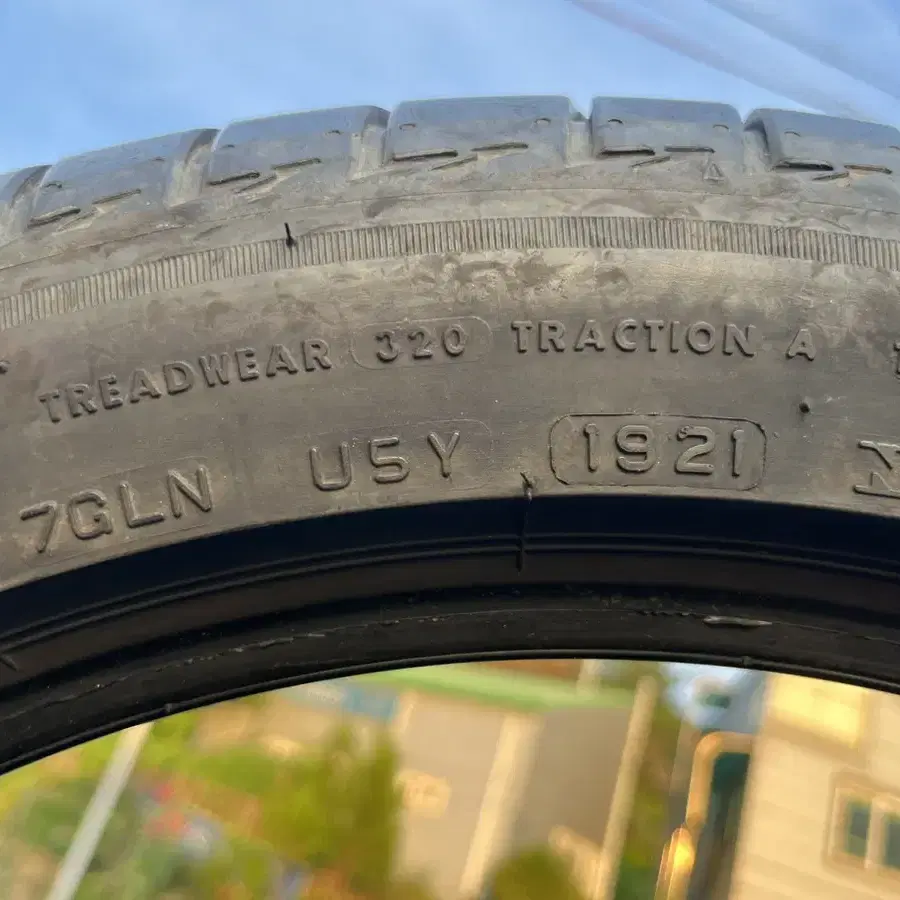 TREADWEAR 320 TRACTION A
7GLN U5Y 1921